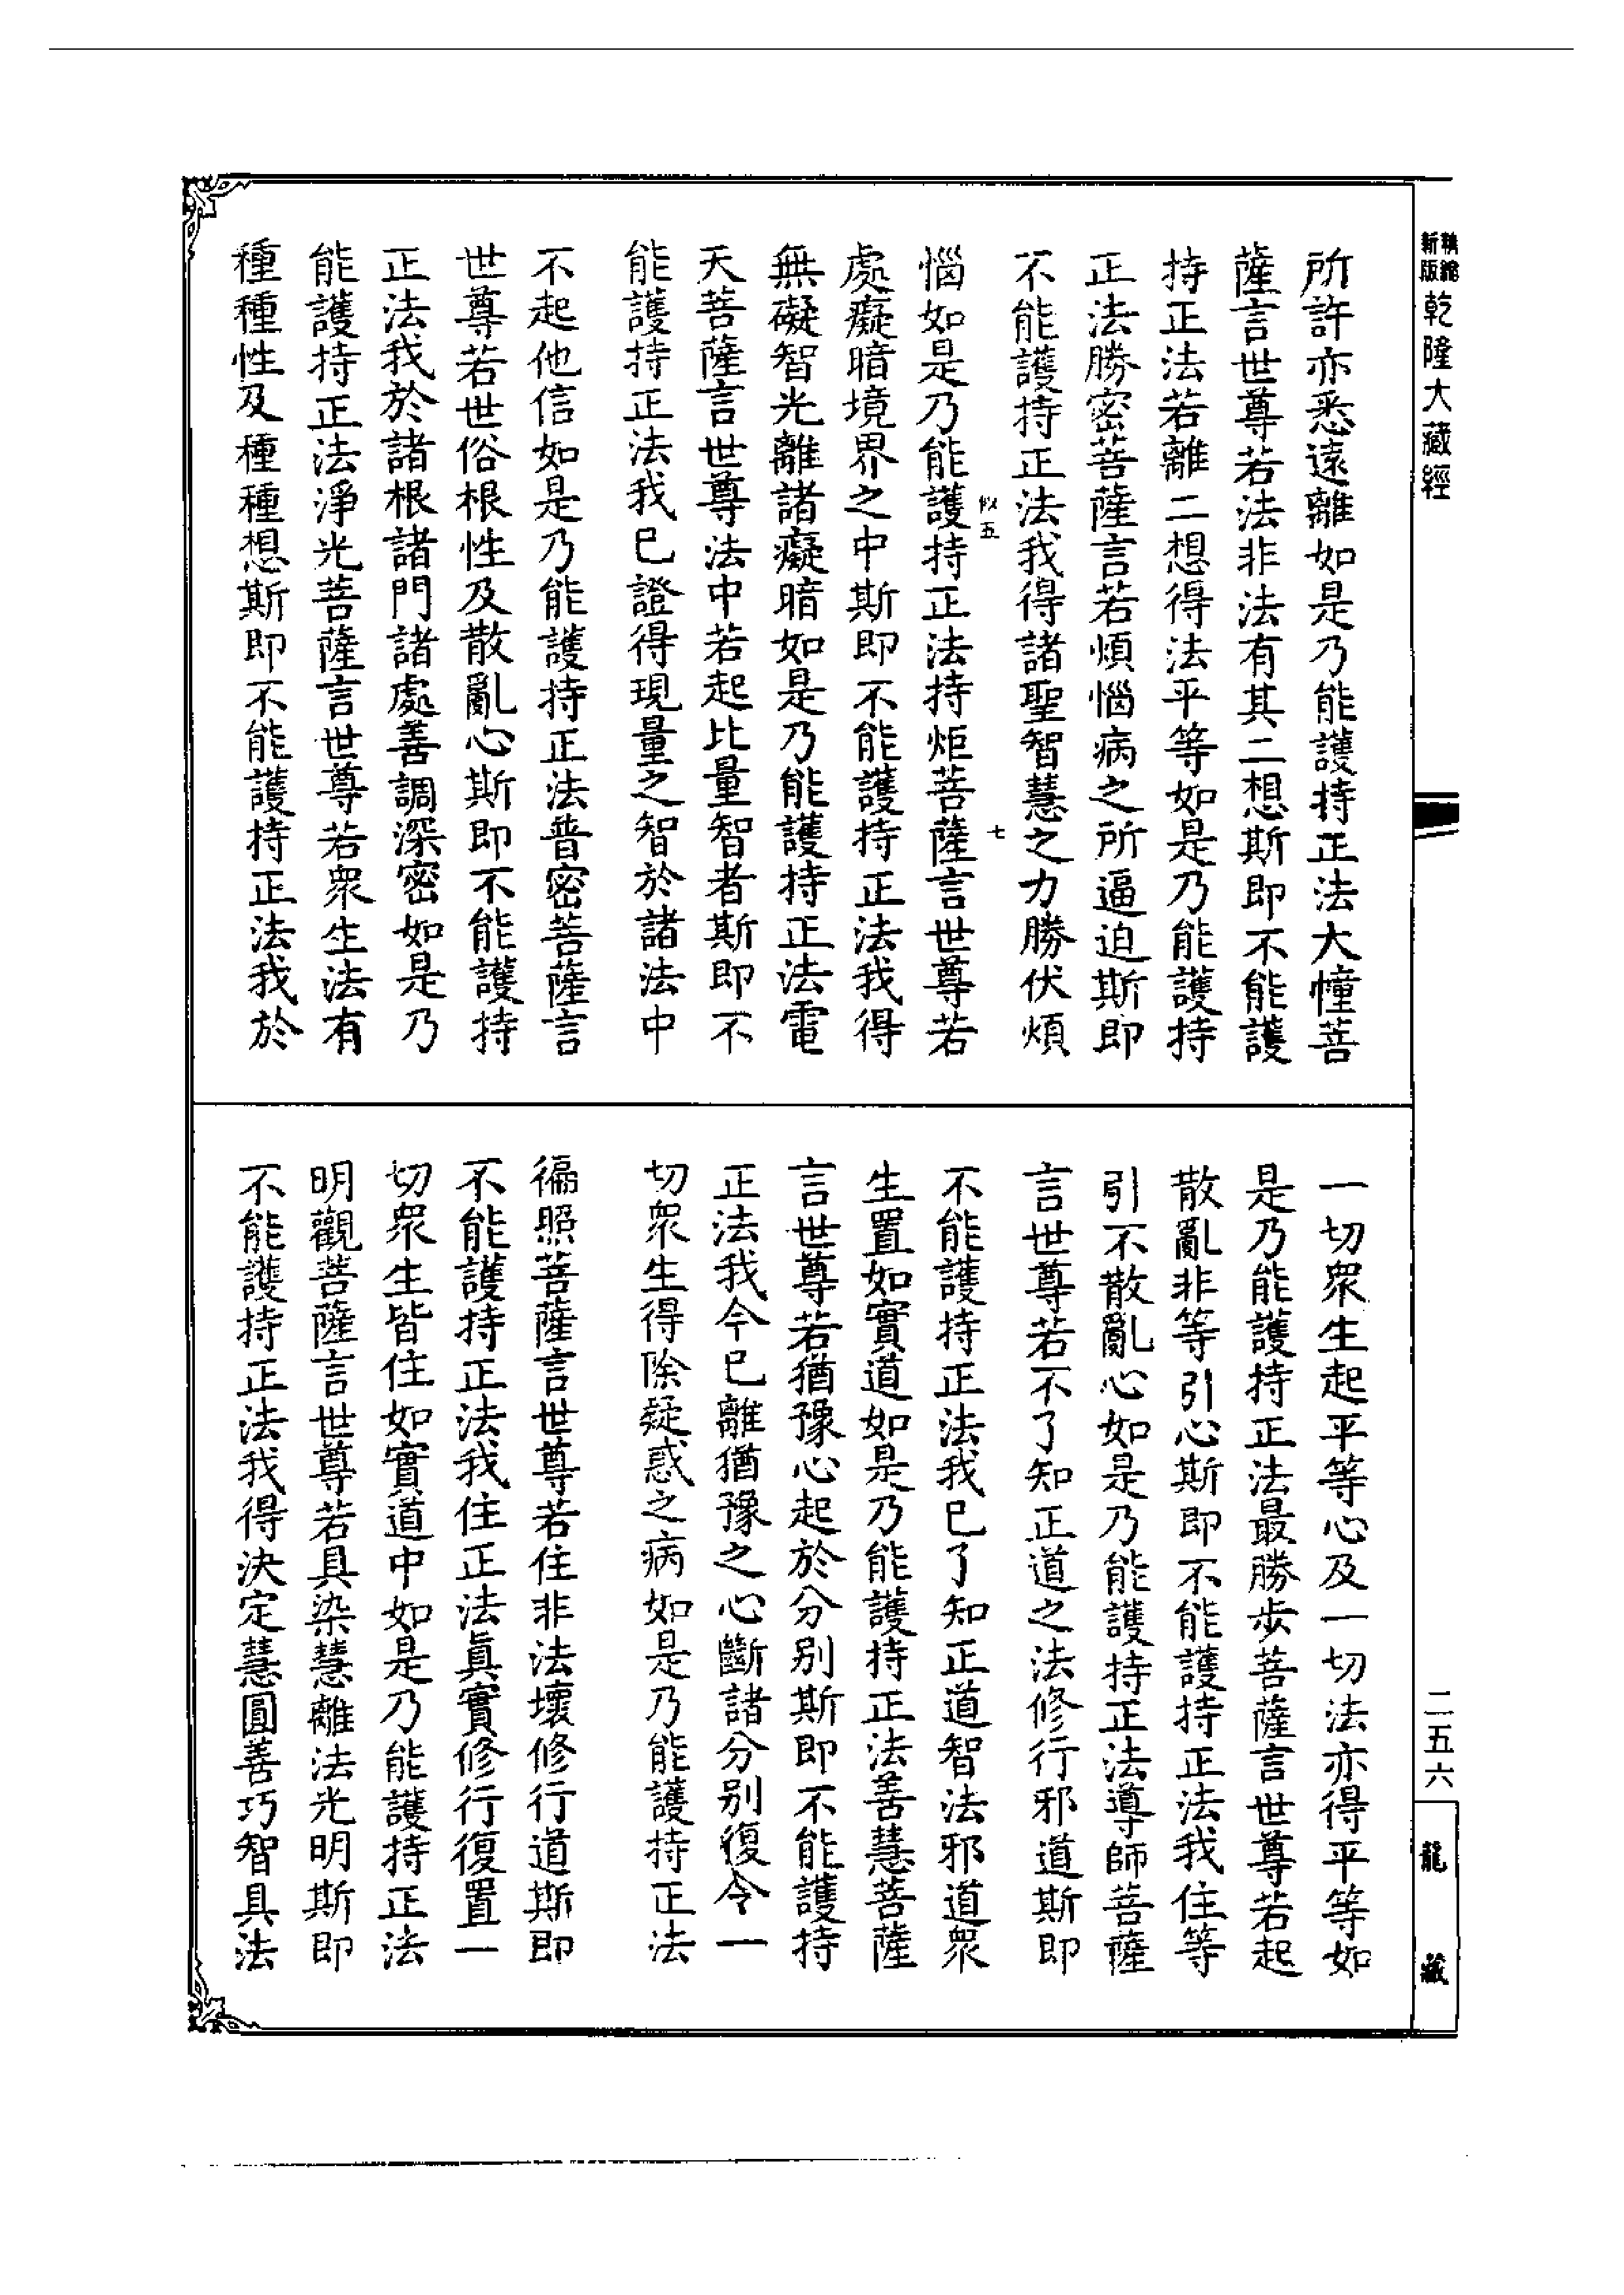 新版精縮乾隆大藏經
所許亦悉遠離如是乃能護持正法大幢菩
薩言世尊若法非法有其二想斯即不能護
持正法若離二想得法平等如是乃能護持
正法勝密菩薩言若煩惱病之所逼迫斯即
不能護持正法我得諸聖智慧之力勝伏煩
五 七
惱如是乃能護持正法持炬菩薩言世尊若
處癡暗境界之中斯即不能護持正法我得
無礙智光離諸癡暗如是乃能護持正法電
天菩薩言世尊法中若起比量智者斯即不
能護持正法我已證得現量之智於諸法中
不起他信如是乃能護持正法普密菩薩言
世尊若世俗根性及散亂心斯即不能護持
正法我於諸根諸門諸處善調深密如是乃
能護持正法淨光菩薩言世尊若衆生法有
種種性及種種想斯即不能護持正法我於
一切衆生起平等心及一切法亦得平等如
是乃能護持正法最勝步菩薩言世尊若起
散亂非等引心斯即不能護持正法我住等
引不散亂心如是乃能護持正法導師菩薩
言世尊若不了知正道之法修行邪道斯即
不能護持正法我已了知正道智法邪道衆
生置如實道如是乃能護持正法善慧菩薩
言世尊若猶豫心起於分別斯即不能護持
正法我今已離猶豫之心斷諸分別復令一
切衆生得除疑惑之病如是乃能護持正法
徧照菩薩言世尊若住非法壞修行道斯即
不能護持正法我住正法眞實修行復置一
切衆生皆住如實道中如是乃能護持正法
明觀菩薩言世尊若具染慧離法光明斯即
不能護持正法我得決定慧圓善巧智具法
二五六
龍藏